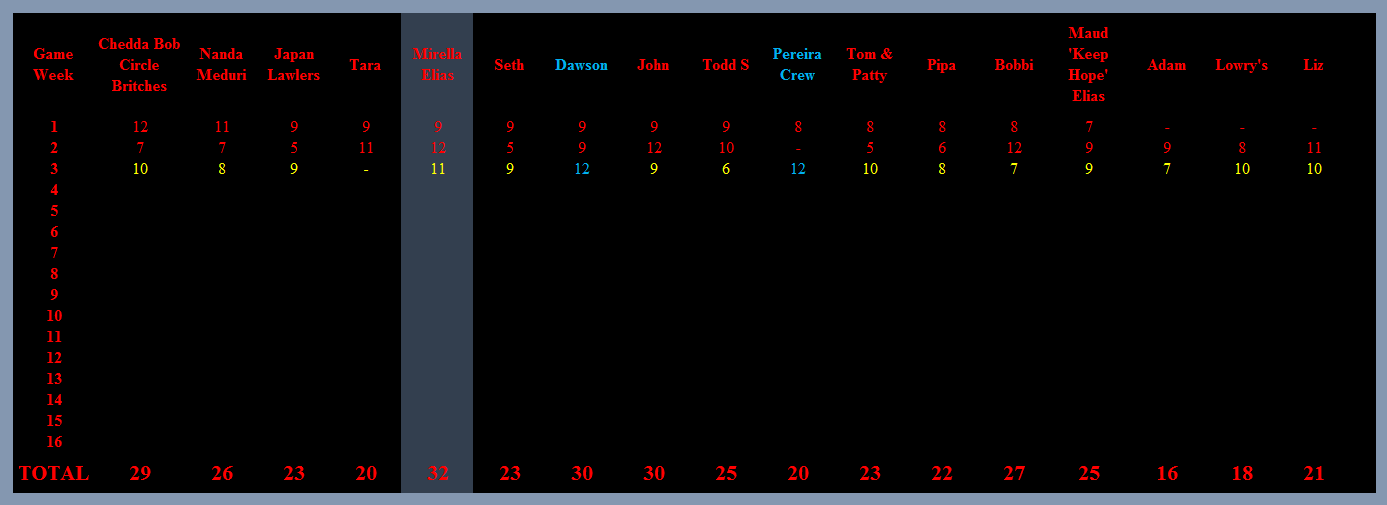 Game Week Chedda Bob Circle Britches Nanda Meduri Japan Lawlers Tara Mirella Elias Seth Dawson John Todd S Pereira Crew Tom & Patty Pipa Bobbi Maud 'Keep Hope' Elias Adam Lowry's Liz
1 12 11 9 9 9 9 9 9 9 8 8 8 8 7 - - -
2 7 7 5 11 12 5 9 12 10 - 5 6 12 9 9 8 11
3 10 8 9 - 11 9 12 9 6 12 10 8 7 9 7 10 10
4
5
6
7
8
9
10
11
12
13
14
15
16
TOTAL 29 26 23 20 32 23 30 30 25 20 23 22 27 25 16 18 21